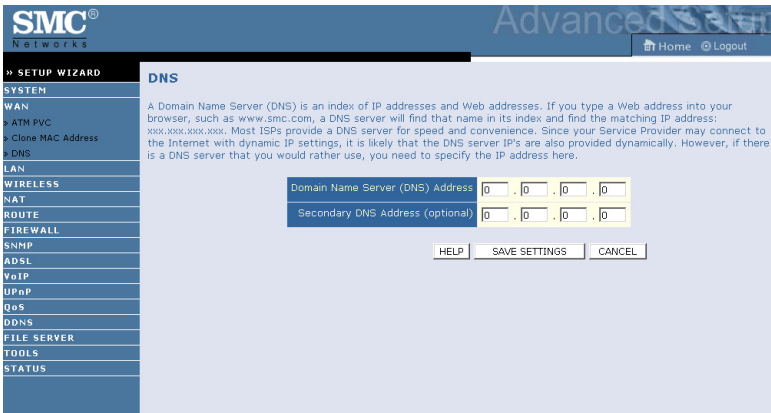 SMC®
Networks
Advanced Setup
Home Logout
» SETUP WIZARD
SYSTEM
WAN
» ATM PVC
» Clone MAC Address
» DNS
LAN
WIRELESS
NAT
ROUTE
FIREWALL
SNMP
ADSL
VoIP
UPnP
QoS
DDNS
FILE SERVER
TOOLS
STATUS
DNS
A Domain Name Server (DNS) is an index of IP addresses and Web addresses. If you type a Web address into your
browser, such as www.smc.com, a DNS server will find that name in its index and find the matching IP address:
xxx.xxx.xxx.xxx. Most ISPs provide a DNS server for speed and convenience. Since your Service Provider may connect to
the Internet with dynamic IP settings, it is likely that the DNS server IP's are also provided dynamically. However, if there
is a DNS server that you would rather use, you need to specify the IP address here.
Domain Name Server (DNS) Address 0 . 0 . 0 . 0
Secondary DNS Address (optional) 0 . 0 . 0 . 0
HELP SAVE SETTINGS CANCEL